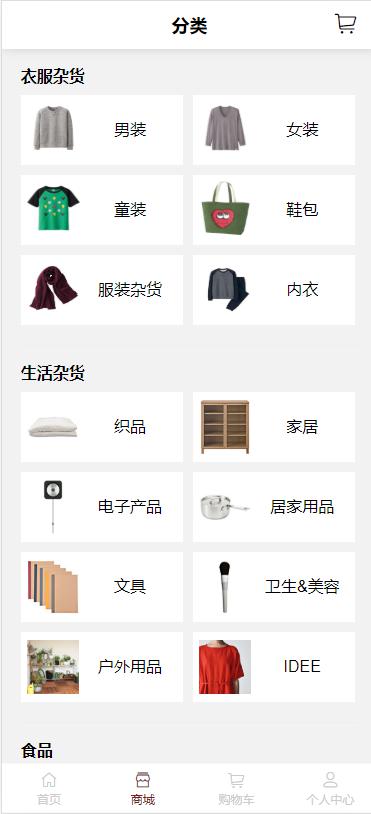 分类
衣服杂货
男装
女装
童装
鞋包
服装杂货
内衣
生活杂货
织品
家居
电子产品
居家用品
文具
卫生&美容
户外用品
IDEE
食品
首页
商城
购物车
个人中心